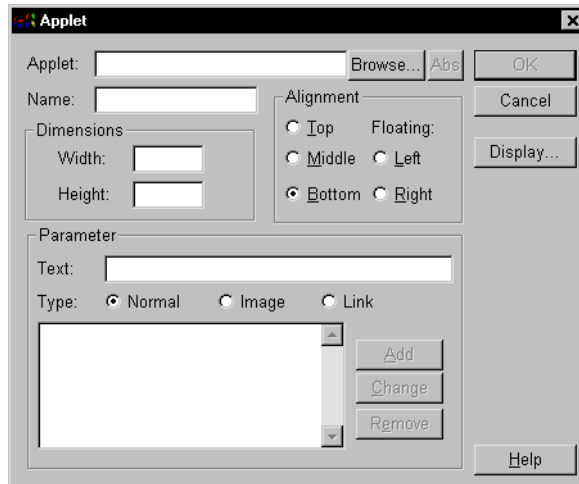 Applet
Applet: Browse... Abs OK
Name: Alignment Cancel
Dimensions Top Floating:
Width: Middle Left Display...
Height: Bottom Right
Parameter
Text:
Type: Normal Image Link
Add
Change
Remove
Help